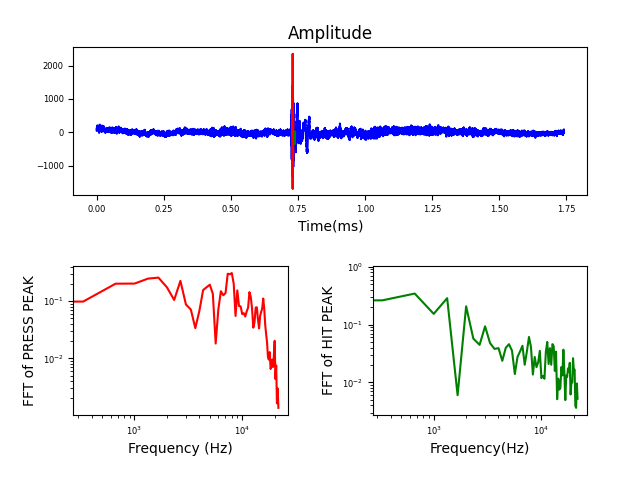 Amplitude
2000
1000
0
−1000
0.00 0.25 0.50 0.75 1.00 1.25 1.50 1.75
Time(ms)
FFT of PRESS PEAK
10⁻¹
10⁻²
10³ 10⁴
Frequency (Hz)
FFT of HIT PEAK
10⁰
10⁻¹
10⁻²
10³ 10⁴
Frequency(Hz)